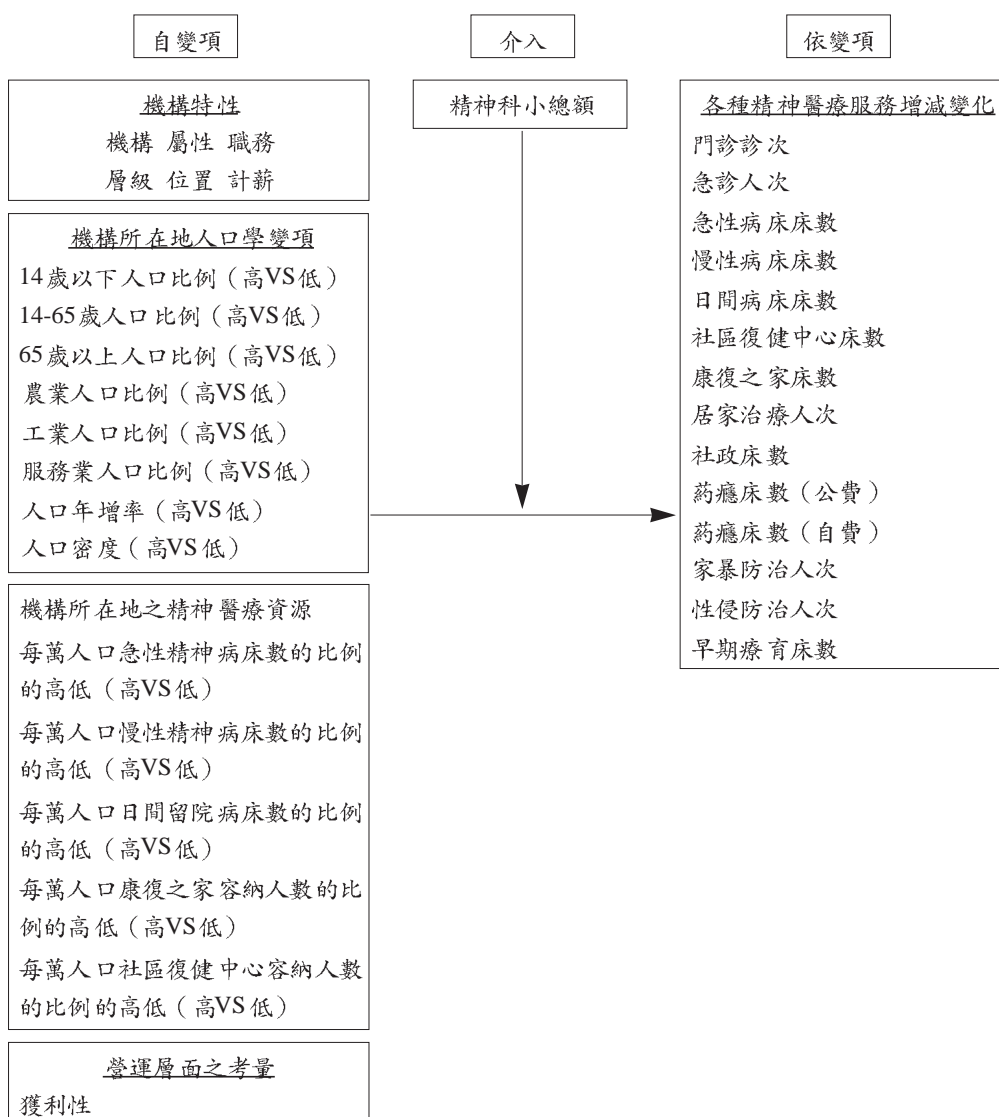 自變項
介入
依變項
機構特性
機構 屬性 職務
層級 位置 計薪
機構所在地人口學變項
14歲以下人口比例（高VS低）
14-65歲人口比例（高VS低）
65歲以上人口比例（高VS低）
農業人口比例（高VS低）
工業人口比例（高VS低）
服務業人口比例（高VS低）
人口年增率（高VS低）
人口密度（高VS低）
機構所在地之精神醫療資源
每萬人口急性精神病床數的比例
的高低（高VS低）
每萬人口慢性精神病床數的比例
的高低（高VS低）
每萬人口日間留院病床數的比例
的高低（高VS低）
每萬人口康復之家容納人數的比
例的高低（高VS低）
每萬人口社區復健中心容納人數
的比例的高低（高VS低）
營運層面之考量
獲利性
精神科小總額
各種精神醫療服務增減變化
門診診次
急診人次
急性病床床數
慢性病床床數
日間病床床數
社區復健中心床數
康復之家床數
居家治療人次
社政床數
葯癮床數（公費）
葯癮床數（自費）
家暴防治人次
性侵防治人次
早期療育床數